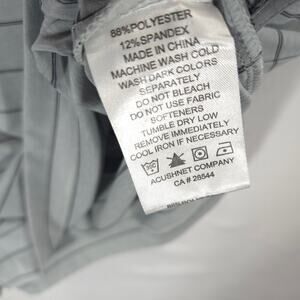 88%POLYESTER
12%SPANDEX
MADE IN CHINA
MACHINE WASH COLD
WASH DARK COLORS
SEPARATELY
DO NOT BLEACH
DO NOT USE FABRIC
SOFTENERS
TUMBLE DRY LOW
REMOVE IMMEDIATELY
COOL IRON IF NECESSARY
ACUSHNET COMPANY
CA # 28544